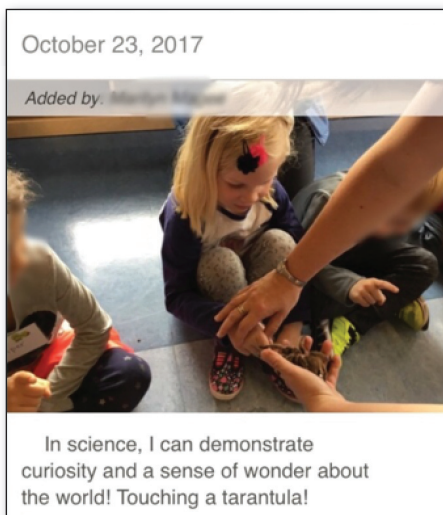 October 23, 2017
Added by.
In science, I can demonstrate
curiosity and a sense of wonder about
the world! Touching a tarantula!